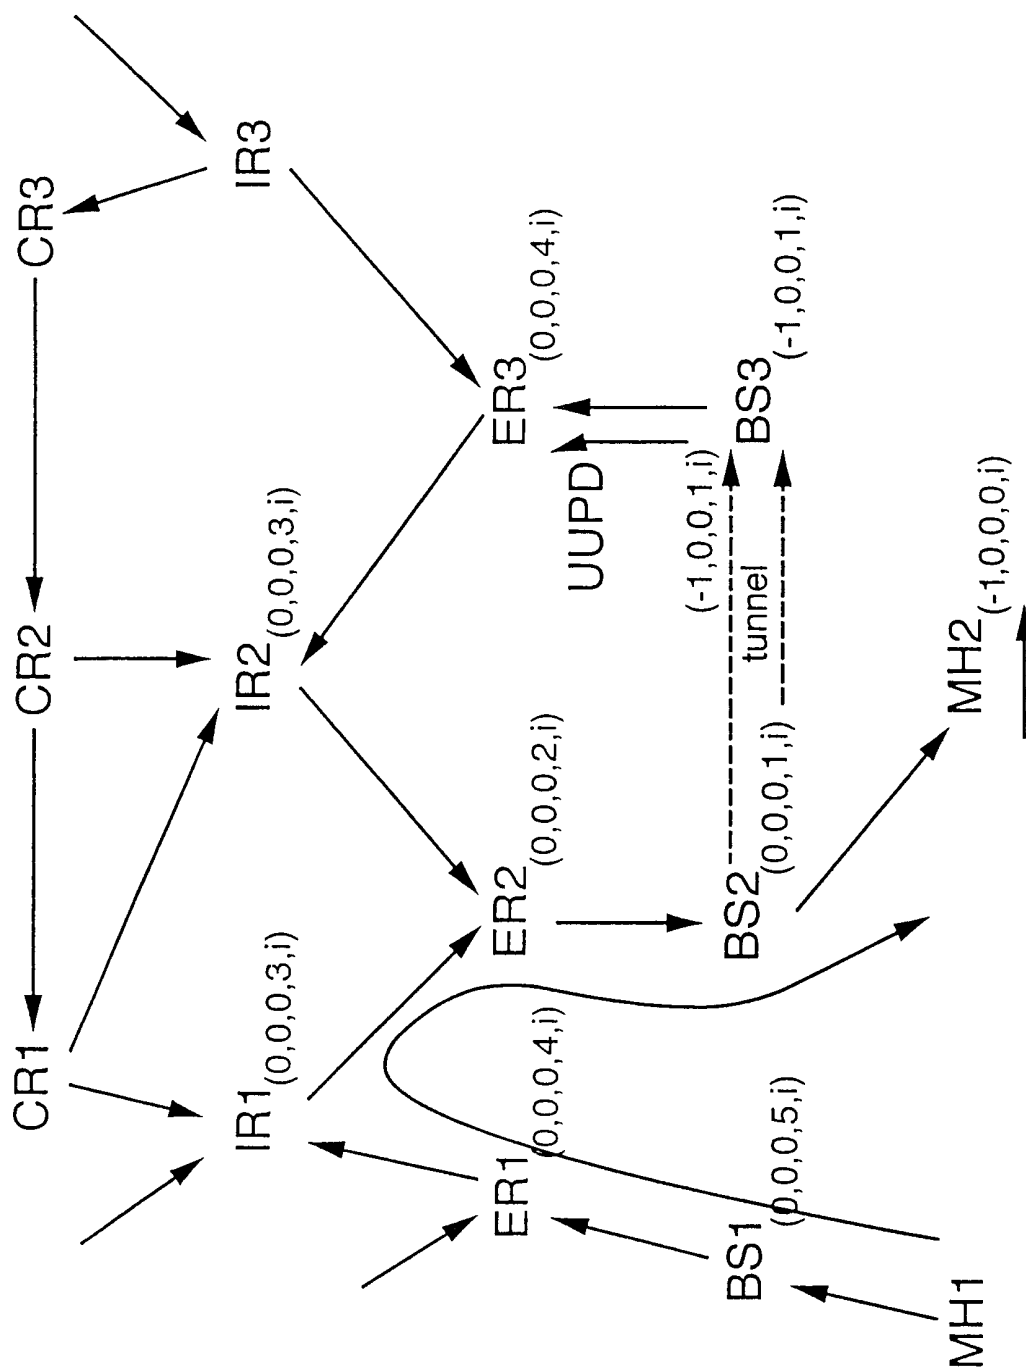 CR1
CR2
CR3
IR1(0,0,0,3,i)
IR2(0,0,0,3,i)
IR3
ER1(0,0,0,4,i)
ER2(0,0,0,2,i)
ER3(0,0,0,4,i)
UUPD
BS1(0,0,0,5,i)
BS2(0,0,0,1,i)
(-1,0,0,1,i)
tunnel
BS3(-1,0,0,1,i)
MH1
MH2(-1,0,0,0,i)